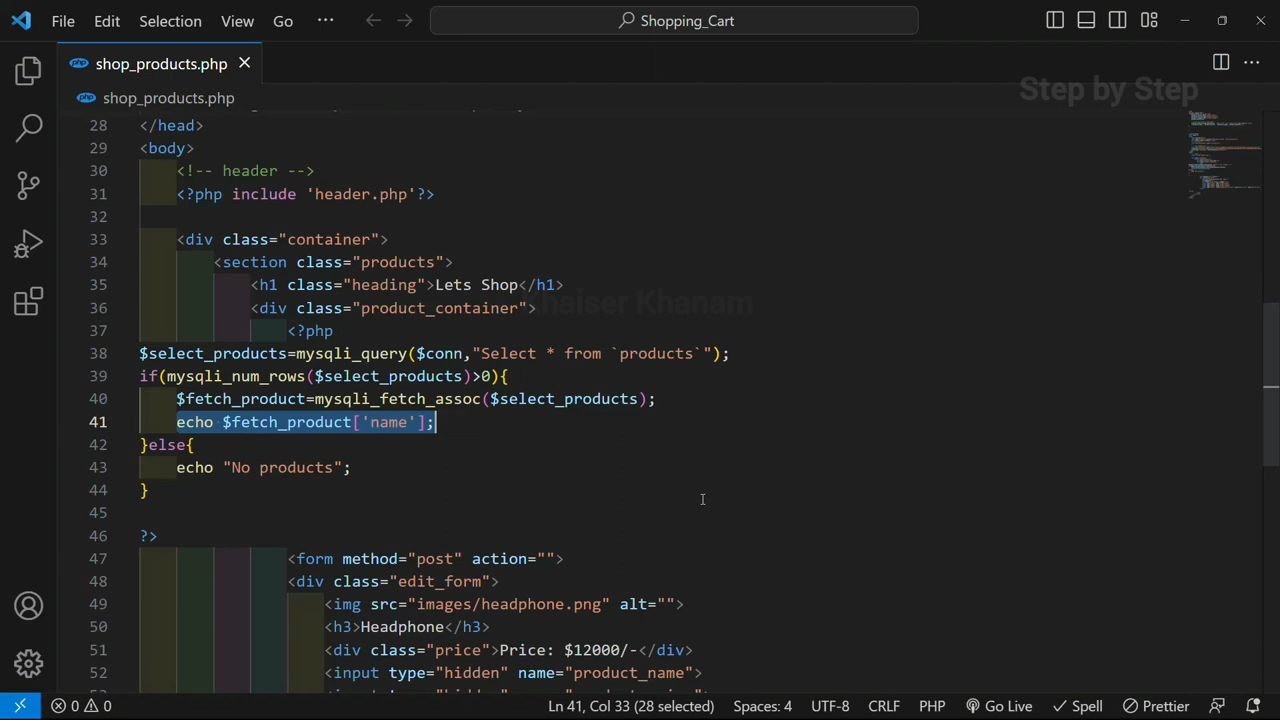 File Edit Selection View Go ··· Shopping_Cart
shop_products.php
Step by Step
shop_products.php
28 </head>
29 <body>
30 <!-- header -->
31 <?php include 'header.php'?>
32
33 <div class="container">
34 <section class="products">
35 <h1 class="heading">Lets Shop</h1>
Khaiser Khanam
36 <div class="product_container">
37 <?php
38 $select_products=mysqli_query($conn,"Select * from `products`");
39 if(mysqli_num_rows($select_products)>0){
40 $fetch_product=mysqli_fetch_assoc($select_products);
41 echo $fetch_product['name'];
42 }else{
43 echo "No products";
44 }
45
46 ?>
47 <form method="post" action="">
48 <div class="edit_form">
49 <img src="images/headphone.png" alt="">
50 <h3>Headphone</h3>
51 <div class="price">Price: $12000/-</div>
52 <input type="hidden" name="product_name">
0 0 Ln 41, Col 33 (28 selected) Spaces: 4 UTF-8 CRLF PHP Go Live Spell Prettier